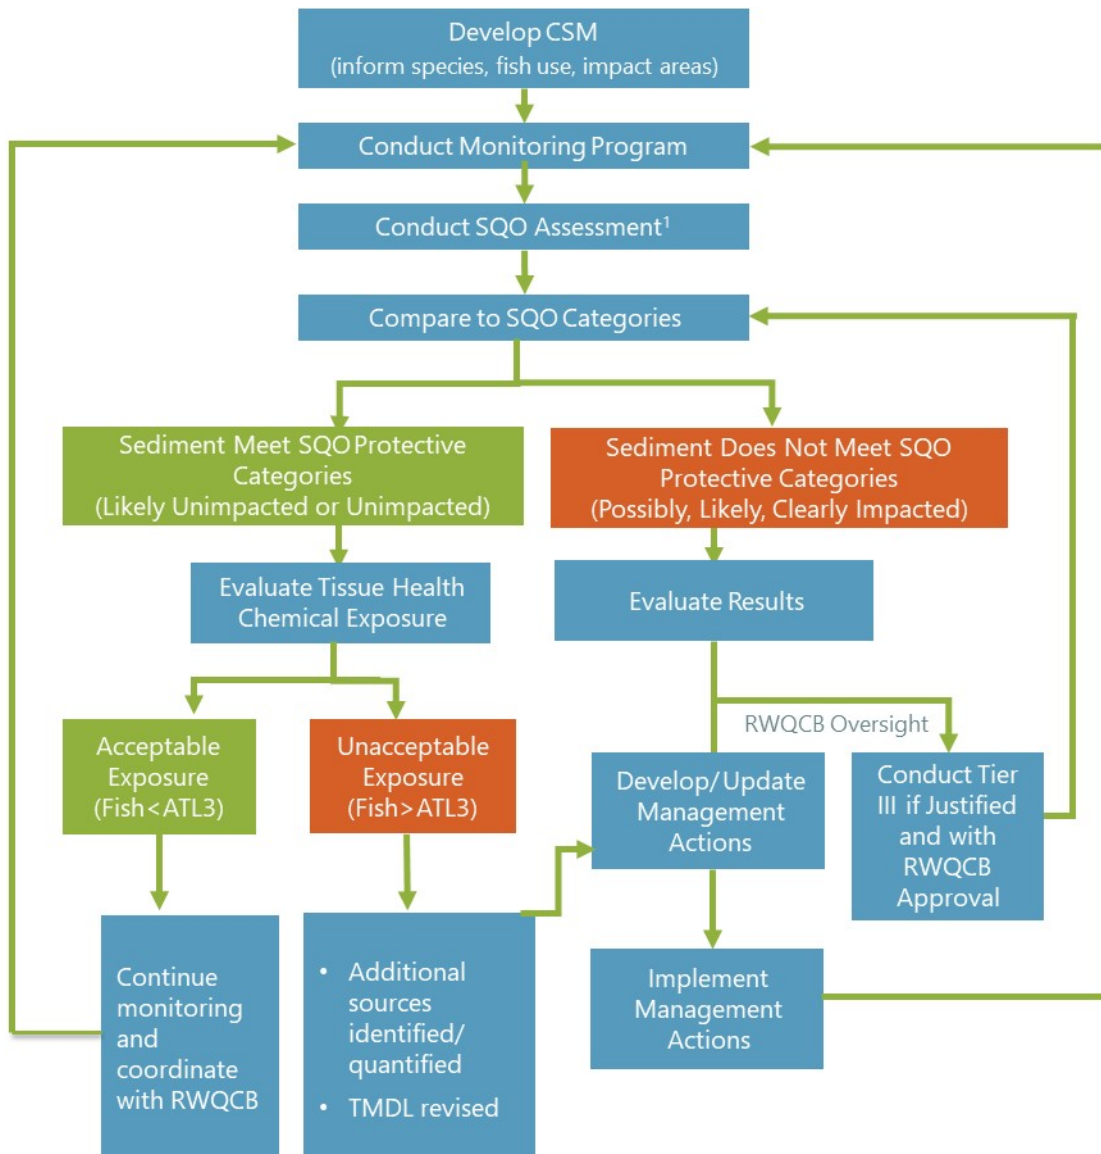 Develop CSM
(inform species, fish use, impact areas)
Conduct Monitoring Program
Conduct SQO Assessment¹
Compare to SQO Categories
Sediment Meet SQO Protective
Categories
(Likely Unimpacted or Unimpacted)
Sediment Does Not Meet SQO
Protective Categories
(Possibly, Likely, Clearly Impacted)
Evaluate Tissue Health
Chemical Exposure
Evaluate Results
RWQCB Oversight
Acceptable
Exposure
(Fish<ATL3)
Unacceptable
Exposure
(Fish>ATL3)
Develop/Update
Management
Actions
Conduct Tier
III if Justified
and with
RWQCB
Approval
Continue
monitoring
and
coordinate
with RWQCB
• Additional
sources
identified/
quantified
• TMDL revised
Implement
Management
Actions